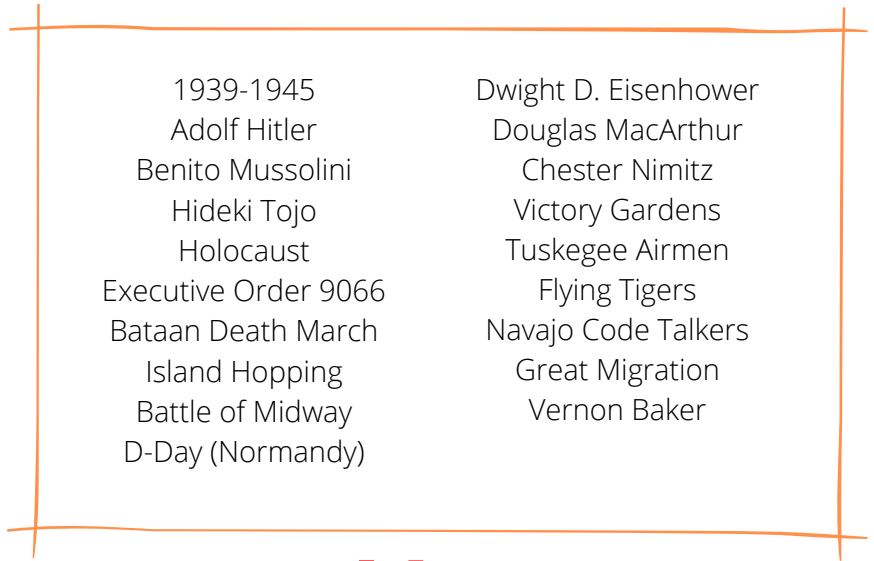 1939-1945
Adolf Hitler
Benito Mussolini
Hideki Tojo
Holocaust
Executive Order 9066
Bataan Death March
Island Hopping
Battle of Midway
D-Day (Normandy)
Dwight D. Eisenhower
Douglas MacArthur
Chester Nimitz
Victory Gardens
Tuskegee Airmen
Flying Tigers
Navajo Code Talkers
Great Migration
Vernon Baker